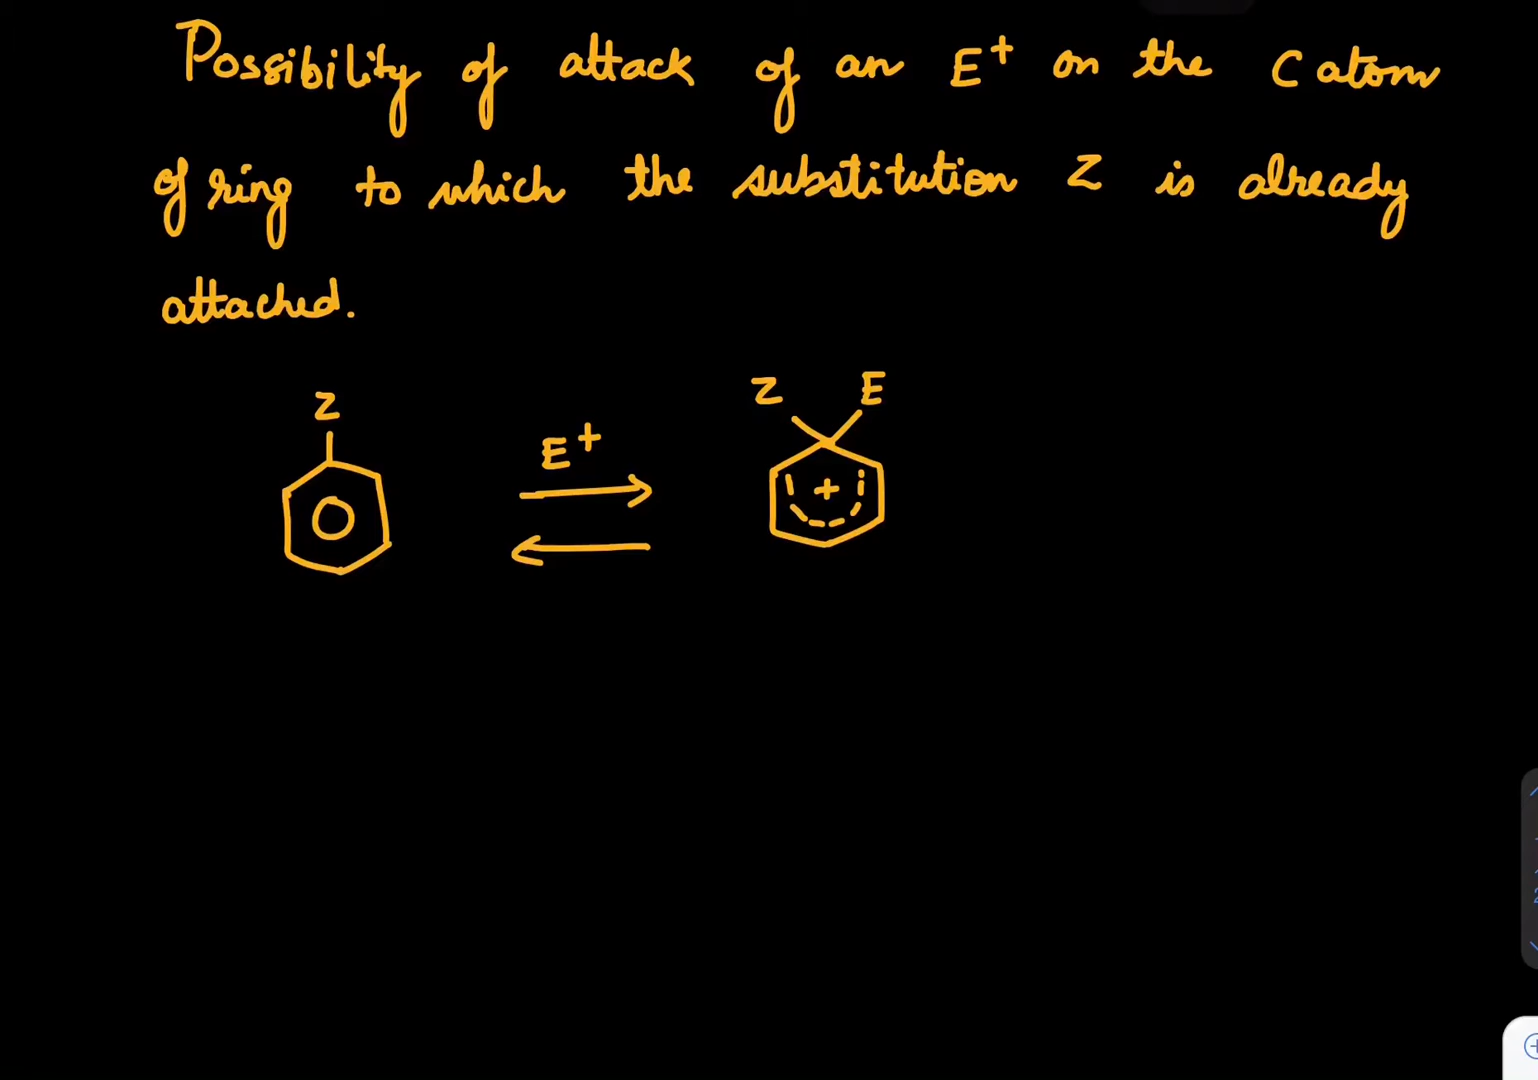 Possibility of attack of an E⁺ on the C atom
of ring to which the substitution Z is already
attached.
Z
E⁺
Z E
+